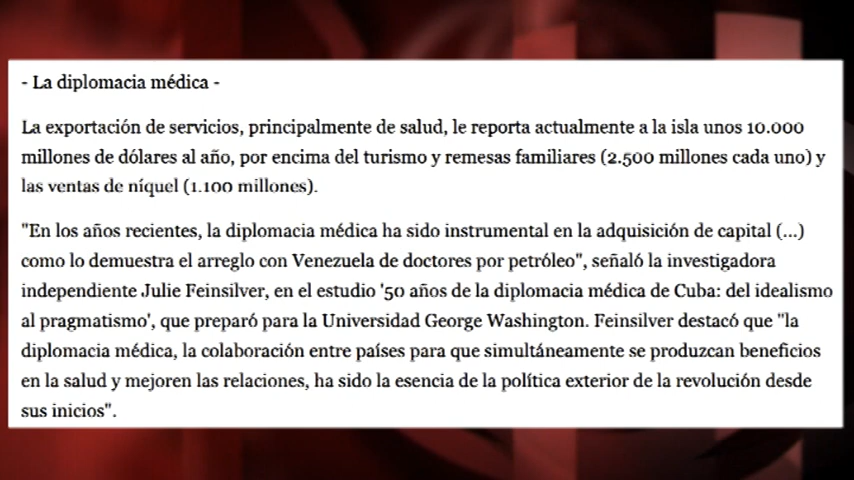 - La diplomacia médica -
La exportación de servicios, principalmente de salud, le reporta actualmente a la isla unos 10.000
millones de dólares al año, por encima del turismo y remesas familiares (2.500 millones cada uno) y
las ventas de níquel (1.100 millones).
"En los años recientes, la diplomacia médica ha sido instrumental en la adquisición de capital (...)
como lo demuestra el arreglo con Venezuela de doctores por petróleo", señaló la investigadora
independiente Julie Feinsilver, en el estudio '50 años de la diplomacia médica de Cuba: del idealismo
al pragmatismo', que preparó para la Universidad George Washington. Feinsilver destacó que "la
diplomacia médica, la colaboración entre países para que simultáneamente se produzcan beneficios
en la salud y mejoren las relaciones, ha sido la esencia de la política exterior de la revolución desde
sus inicios".